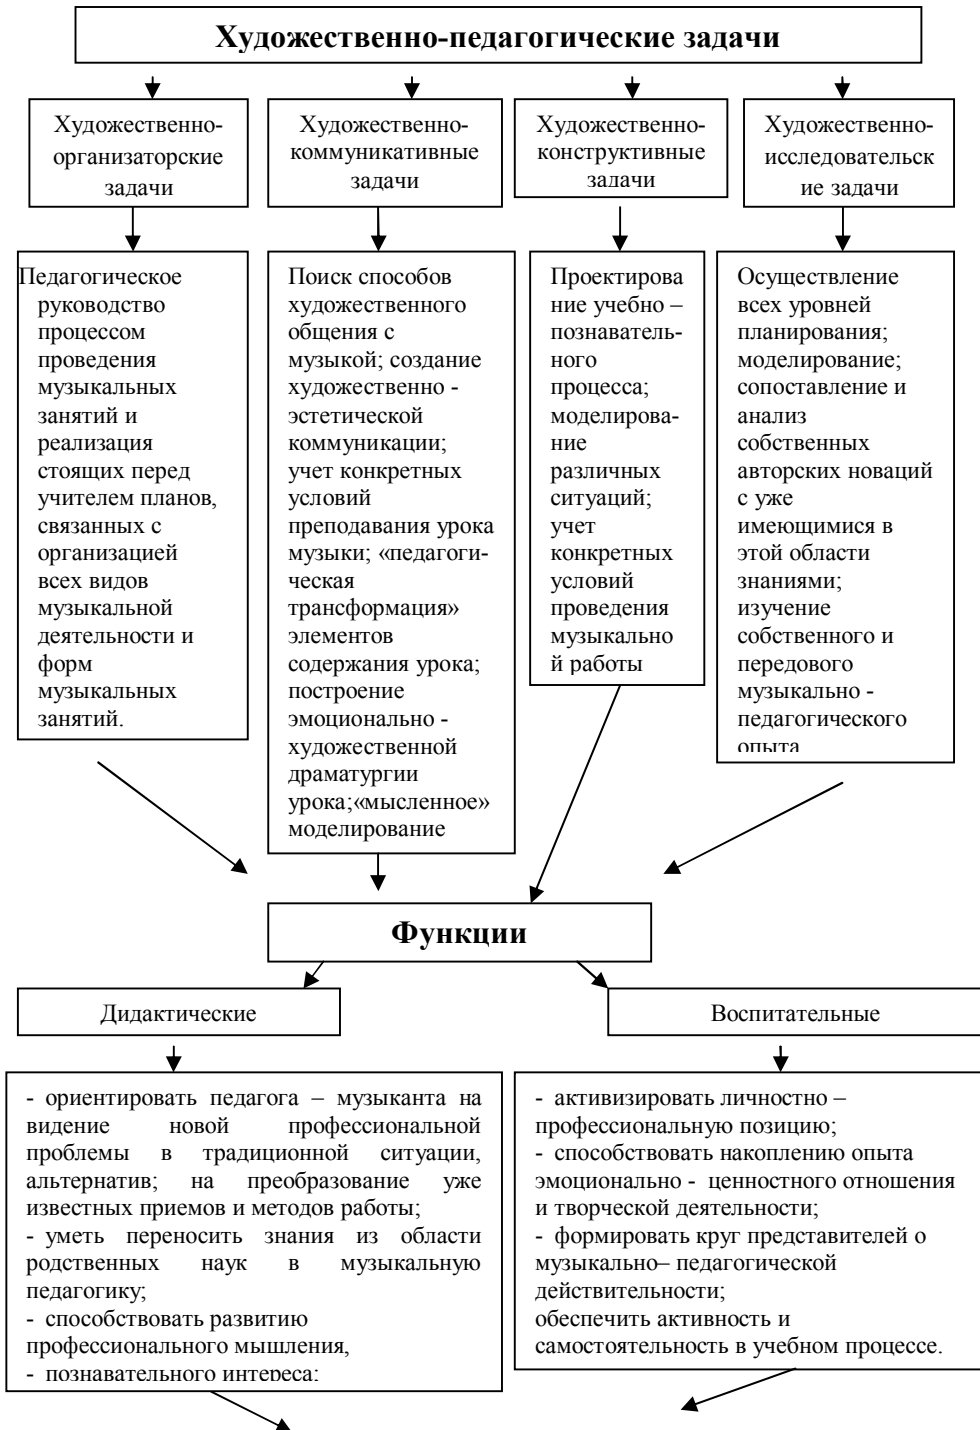 Художественно-педагогические задачи
Художественно-
организаторские
задачи
Художественно-
коммуникативные
задачи
Художественно-
конструктивные
задачи
Художественно-
исследовательск
ие задачи
Педагогическое
руководство
процессом
проведения
музыкальных
занятий и
реализация
стоящих перед
учителем планов,
связанных с
организацией
всех видов
музыкальной
деятельности и
форм
музыкальных
занятий.
Поиск способов
художественного
общения с
музыкой; создание
художественно -
эстетической
коммуникации;
учет конкретных
условий
преподавания урока
музыки; «педагоги-
ческая
трансформация»
элементов
содержания урока;
построение
эмоционально -
художественной
драматургии
урока;«мысленное»
моделирование
Проектирова
ние учебно –
познаватель-
ного
процесса;
моделирова-
ние
различных
ситуаций;
учет
конкретных
условий
проведения
музыкально
й работы
Осуществление
всех уровней
планирования;
моделирование;
сопоставление и
анализ
собственных
авторских новаций
с уже
имеющимися в
этой области
знаниями;
изучение
собственного и
передового
музыкально -
педагогического
опыта
Функции
Дидактические
Воспитательные
- ориентировать педагога – музыканта на
видение новой профессиональной
проблемы в традиционной ситуации,
альтернатив; на преобразование уже
известных приемов и методов работы;
- уметь переносить знания из области
родственных наук в музыкальную
педагогику;
- способствовать развитию
профессионального мышления,
- познавательного интереса;
- активизировать личностно –
профессиональную позицию;
- способствовать накоплению опыта
эмоционально - ценностного отношения
и творческой деятельности;
- формировать круг представителей о
музыкально– педагогической
действительности;
обеспечить активность и
самостоятельность в учебном процессе.